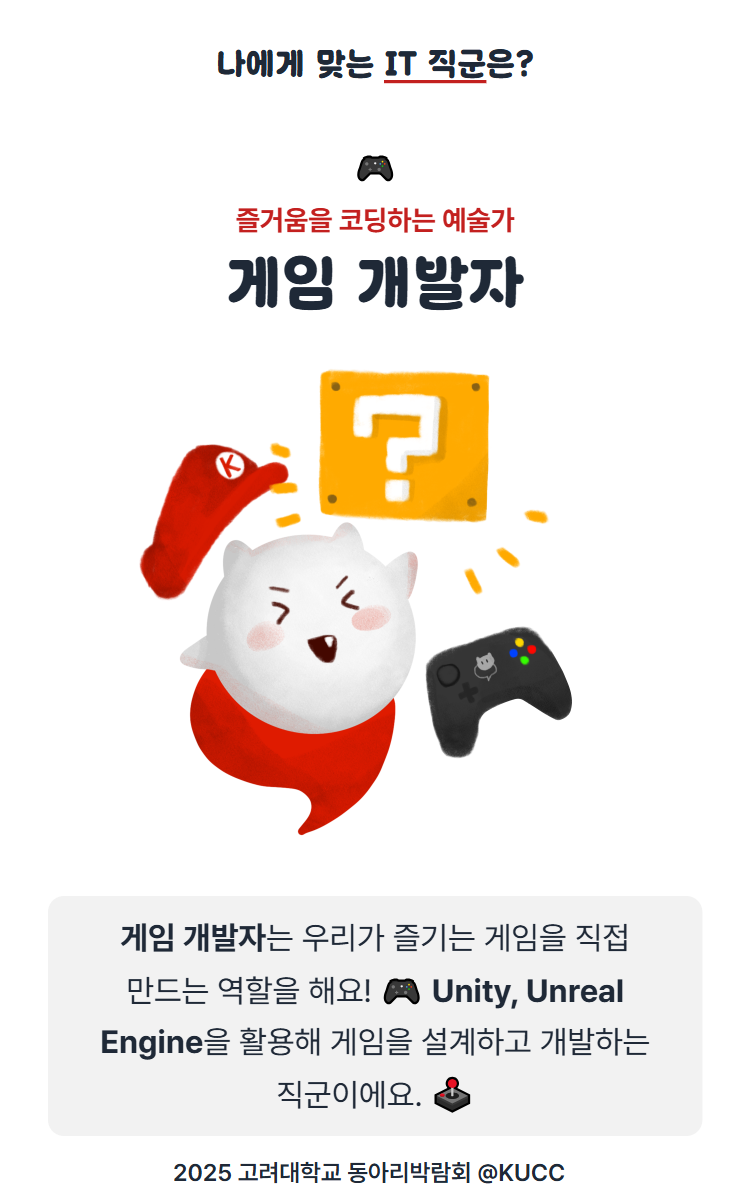 나에게 맞는 IT 직군은?
🎮
즐거움을 코딩하는 예술가
게임 개발자
?
K
게임 개발자는 우리가 즐기는 게임을 직접
만드는 역할을 해요! 🎮 Unity, Unreal
Engine을 활용해 게임을 설계하고 개발하는
직군이에요. 🕹️
2025 고려대학교 동아리박람회 @KUCC